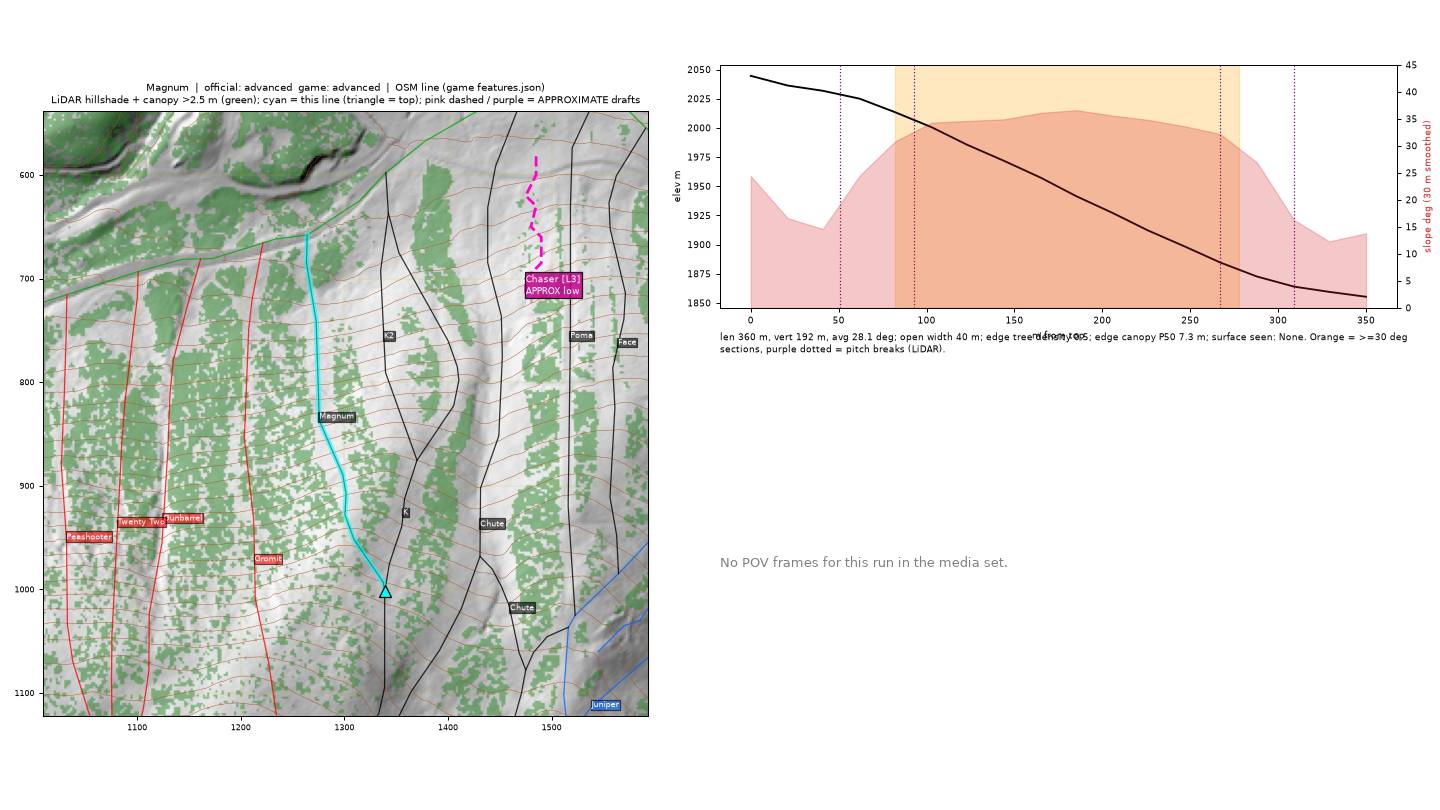 Magnum | official: advanced game: advanced | OSM line (game features.json)
LiDAR hillshade + canopy >2.5 m (green); cyan = this line (triangle = top); pink dashed / purple = APPROXIMATE drafts
600
700
800
900
1000
1100
1100
1200
1300
1400
1500
Chaser [L3]
APPROX low
K2
Poma
Face
Magnum
K
Chute
Twenty Two
Dunbarrel
Peashooter
Gromit
Chute
Juniper
2050
2025
2000
1975
1950
1925
1900
1875
1850
elev m
45
40
35
30
25
20
15
10
5
0
slope deg (30 m smoothed)
0
50
100
150
200
250
300
350
m from top
len 360 m, vert 192 m, avg 28.1 deg; open width 40 m; edge tree density 0.5; edge canopy P50 7.3 m; surface seen: None. Orange = >=30 deg
sections, purple dotted = pitch breaks (LiDAR).
No POV frames for this run in the media set.